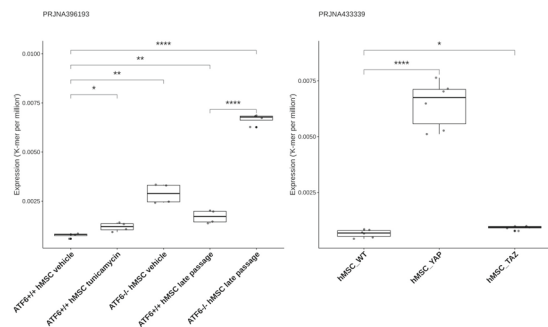 PRJNA396193
PRJNA433339
Expression ('K-mer per million')
0.0100
0.0075
0.0050
0.0025
****
**
**
*
****
ATF6+/+ hMSC vehicle
ATF6+/+ hMSC tunicamycin
ATF6-/- hMSC vehicle
ATF6+/+ hMSC late passage
ATF6-/- hMSC late passage
Expression ('K-mer per million')
0.0075
0.0050
0.0025
*
****
hMSC_WT
hMSC_YAP
hMSC_TAZ